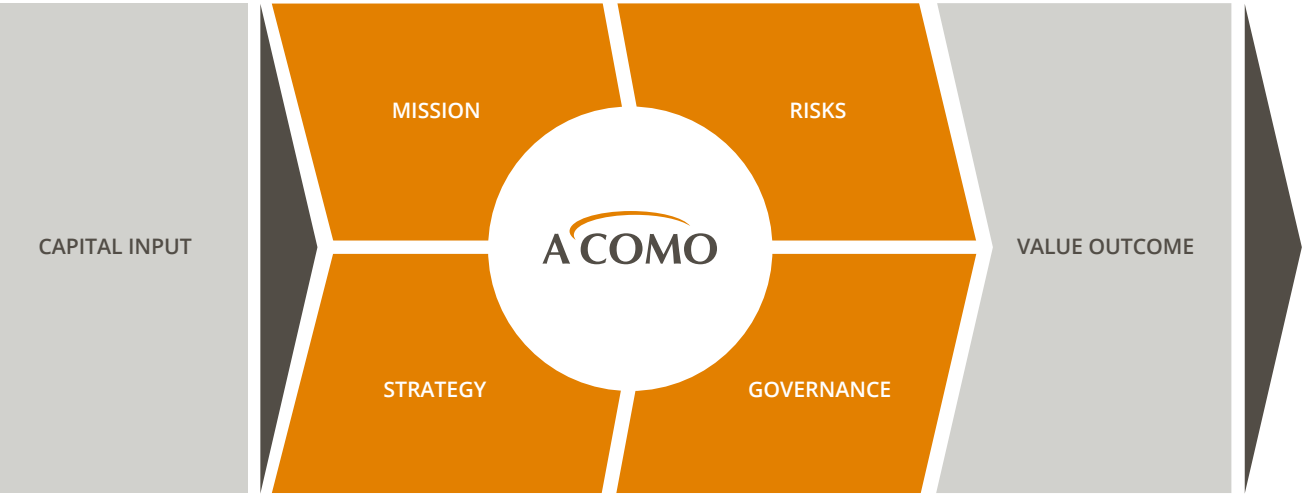 MISSION
RISKS
CAPITAL INPUT
ACOMO
VALUE OUTCOME
STRATEGY
GOVERNANCE